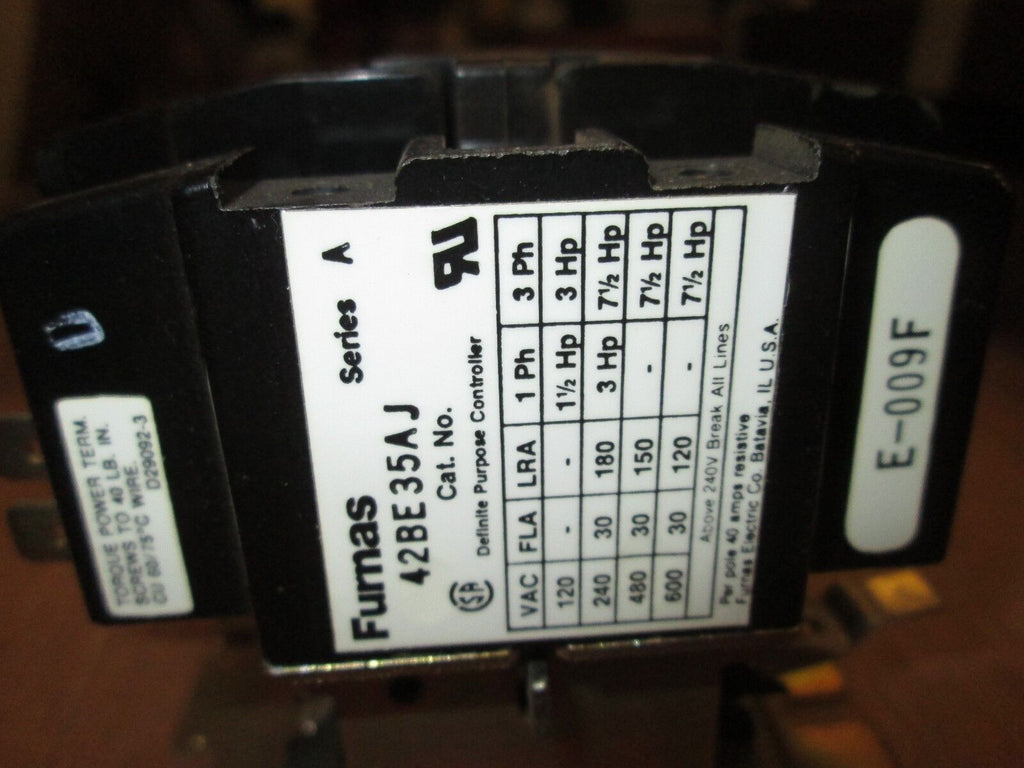 TORQUE POWER TERM.
SCREWS TO 40 LB. IN.
CU 60/75°C WIRE.
D29092-3
Furnas Series A
42BE35AJ
Cat. No.
Definite Purpose Controller
VAC FLA LRA 1 Ph 3 Ph
120 - - 1½ Hp 3 Hp
240 30 180 3 Hp 7½ Hp
480 30 150 - 7½ Hp
600 30 120 - 7½ Hp
Above 240V Break All Lines
Per pole 40 amps resistive
Furnas Electric Co. Batavia, IL U.S.A.
E-009F